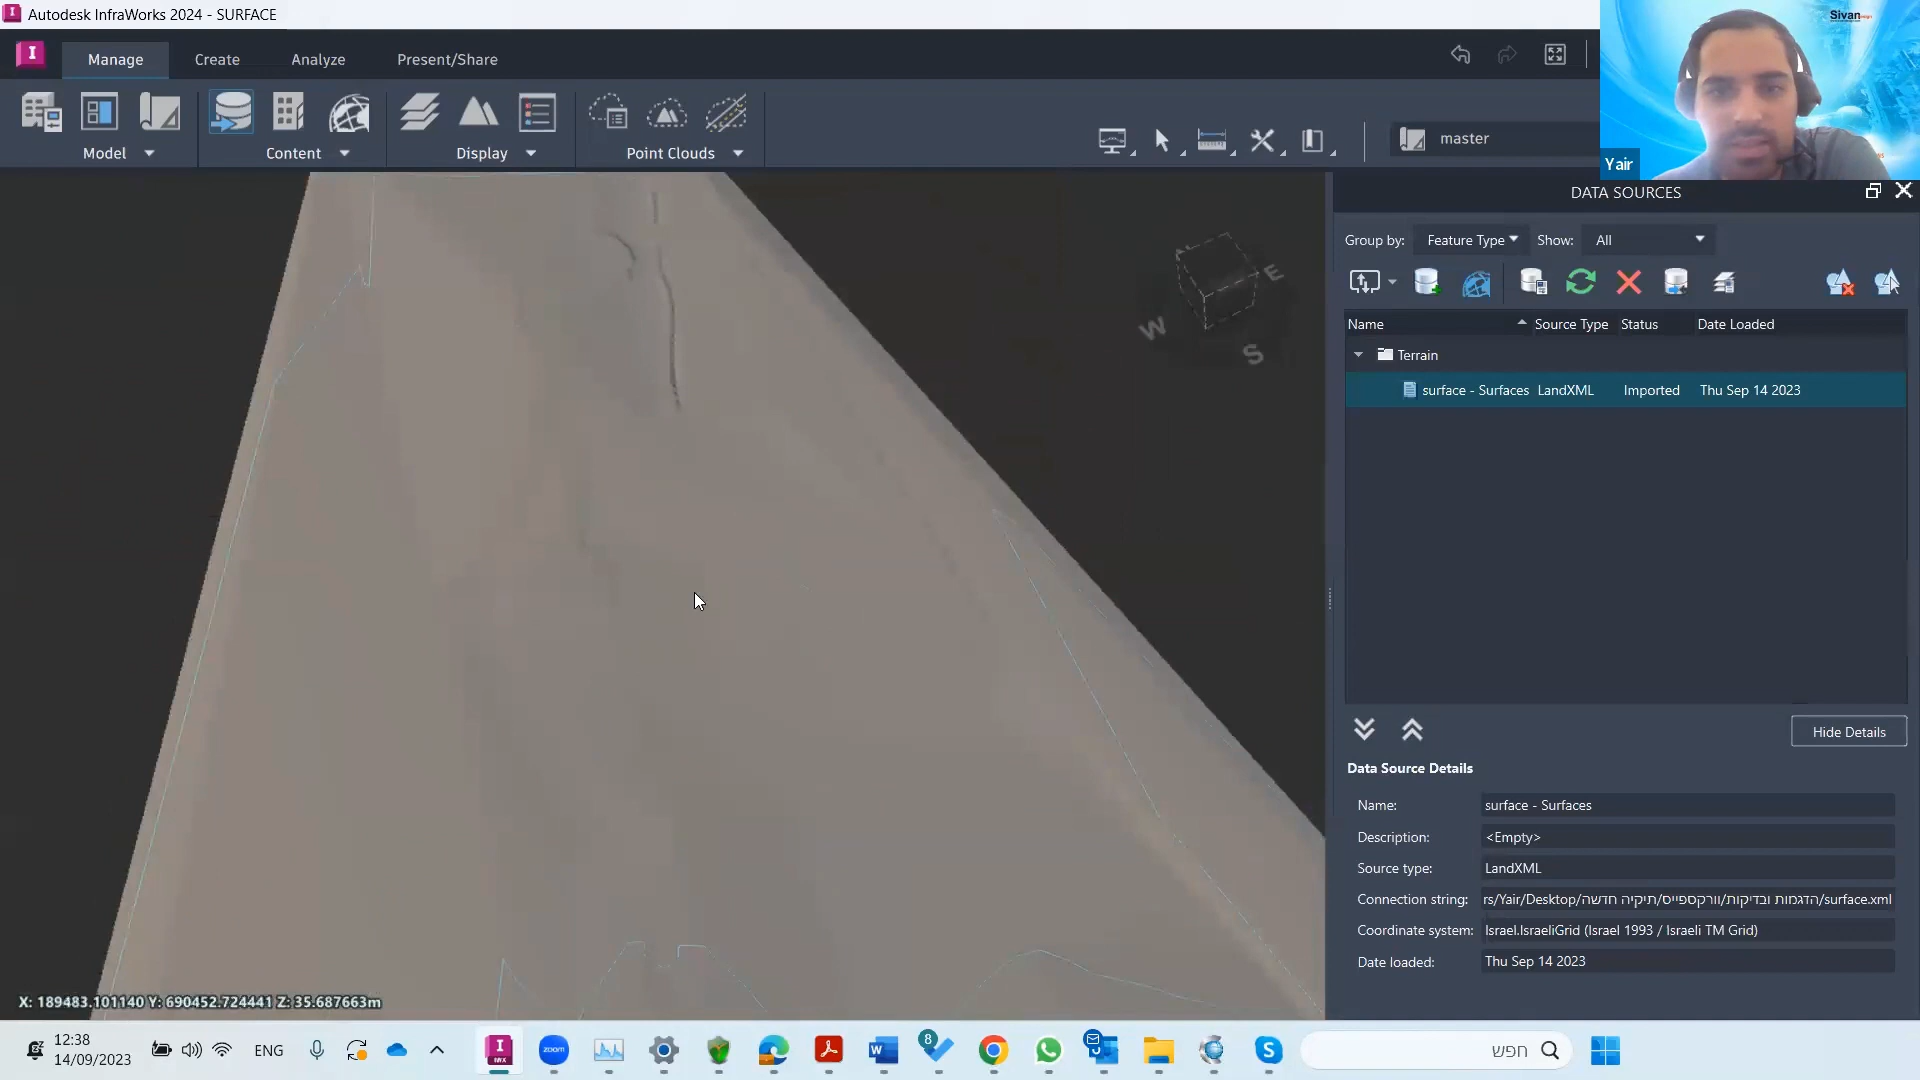 Autodesk InfraWorks 2024 - SURFACE
Manage
Create
Analyze
Present/Share
Model
Content
Display
Point Clouds
master
Sivan
Yair
DATA SOURCES
Group by: Feature Type Show: All
Name Source Type Status Date Loaded
Terrain
surface - Surfaces LandXML Imported Thu Sep 14 2023
W S E
Hide Details
Data Source Details
Name: surface - Surfaces
Description: <Empty>
Source type: LandXML
Connection string: rs/Yair/Desktop/הדגמות ובדיקות/וורקספייס/תיקיה חדשה/surface.xml
Coordinate system: Israel.IsraeliGrid (Israel 1993 / Israeli TM Grid)
Date loaded: Thu Sep 14 2023
X: 189483.101140 Y: 690452.724441 Z: 35.687663m
12:38
14/09/2023
ENG
zoom
8
חפש